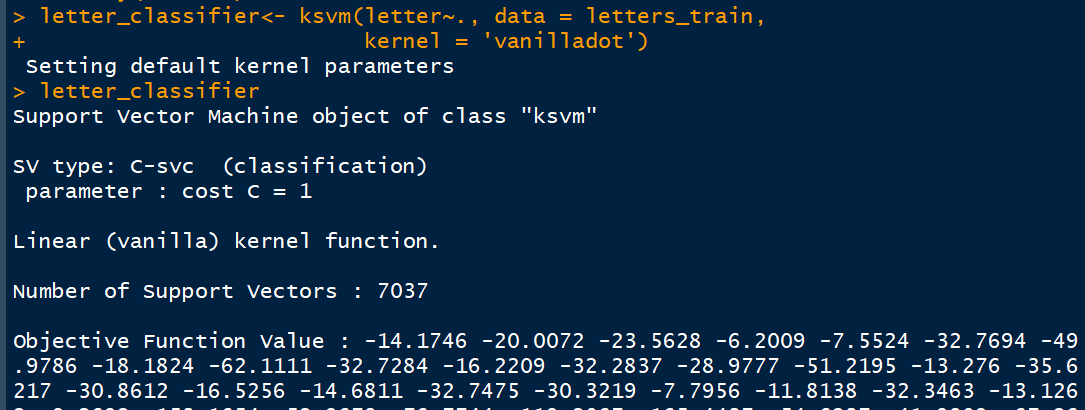 > letter_classifier<- ksvm(letter~., data = letters_train,
+                          kernel = 'vanilladot')
 Setting default kernel parameters
> letter_classifier
Support Vector Machine object of class "ksvm"
SV type: C-svc  (classification)
 parameter : cost C = 1
Linear (vanilla) kernel function.
Number of Support Vectors : 7037
Objective Function Value : -14.1746 -20.0072 -23.5628 -6.2009 -7.5524 -32.7694 -49
.9786 -18.1824 -62.1111 -32.7284 -16.2209 -32.2837 -28.9777 -51.2195 -13.276 -35.6
217 -30.8612 -16.5256 -14.6811 -32.7475 -30.3219 -7.7956 -11.8138 -32.3463 -13.126